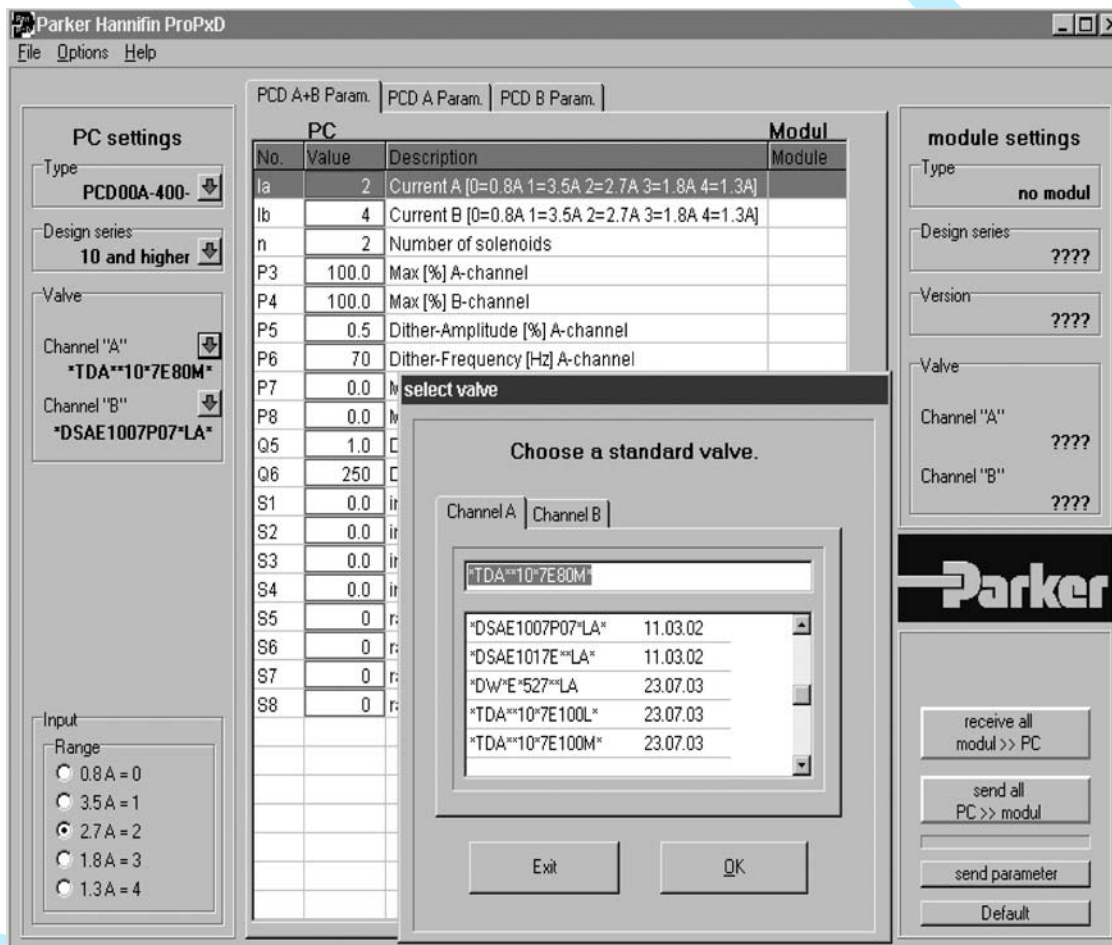 Parker Hannifin ProPxD
File Options Help
PC settings
Type
PCD00A-400-
Design series
10 and higher
Valve
Channel "A"
*TDA**10*7E80M*
Channel "B"
*DSAE1007P07*LA*
Input
Range
0.8 A = 0
3.5 A = 1
2.7 A = 2
1.8 A = 3
1.3 A = 4
PCD A+B Param. PCD A Param. PCD B Param.
PC Modul
No. Value Description Module
Ia 2 Current A [0=0.8A 1=3.5A 2=2.7A 3=1.8A 4=1.3A]
Ib 4 Current B [0=0.8A 1=3.5A 2=2.7A 3=1.8A 4=1.3A]
n 2 Number of solenoids
P3 100.0 Max [%] A-channel
P4 100.0 Max [%] B-channel
P5 0.5 Dither-Amplitude [%] A-channel
P6 70 Dither-Frequency [Hz] A-channel
P7 0.0
P8 0.0
Q5 1.0
Q6 250
S1 0.0
S2 0.0
S3 0.0
S4 0.0
S5 0
S6 0
S7 0
S8 0
select valve
Choose a standard valve.
Channel A Channel B
*TDA**10*7E80M*
*DSAE1007P07*LA* 11.03.02
*DSAE1017E**LA* 11.03.02
*DW*E*527**LA 23.07.03
*TDA**10*7E100L* 23.07.03
*TDA**10*7E100M* 23.07.03
Exit OK
module settings
Type
no modul
Design series
????
Version
????
Valve
Channel "A"
????
Channel "B"
????
Parker
receive all
modul >> PC
send all
PC >> modul
send parameter
Default